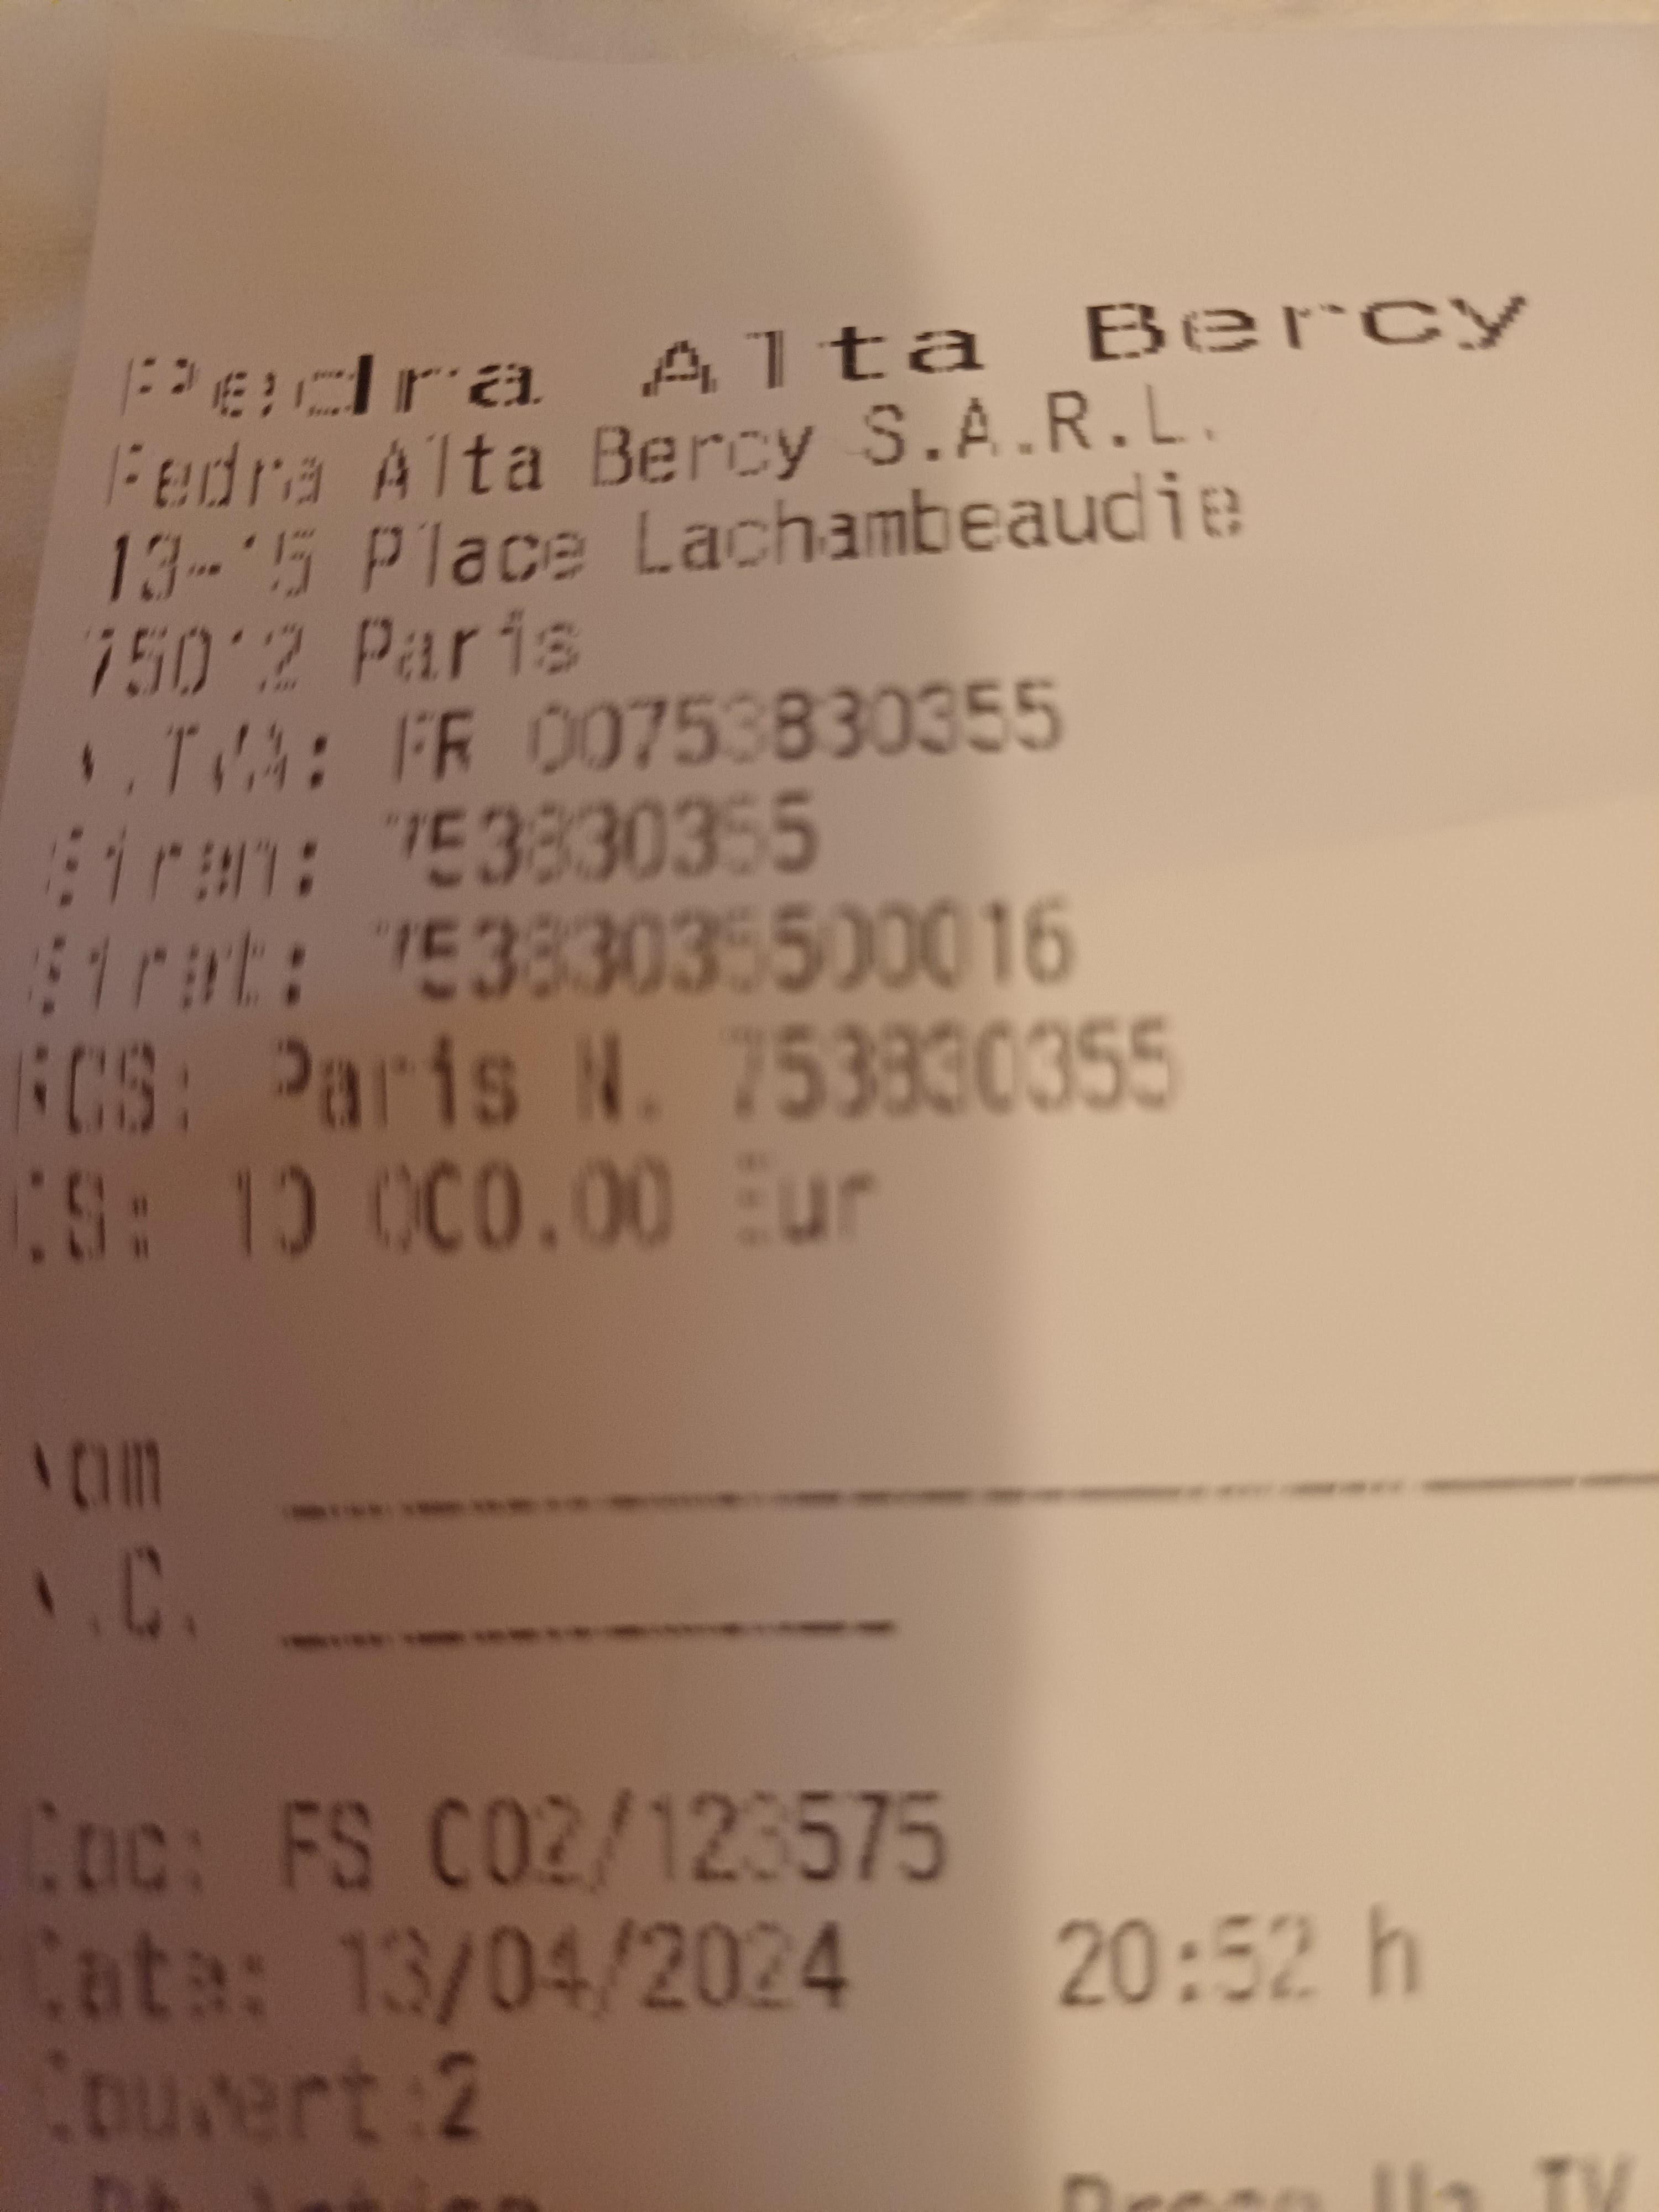 Pedra Alta Bercy
Pedra Alta Bercy S.A.R.L.
13-15 Place Lachambeaudie
75012 Paris
N.TVA: FR 00753830355
Siren: 753830355
Siret: 75383035500016
RCS: Paris N. 753830355
CS: 10 000.00 Eur
Nom
N.C.
Doc: FS C02/123575
Data: 13/04/2024 20:52 h
Couvert:2